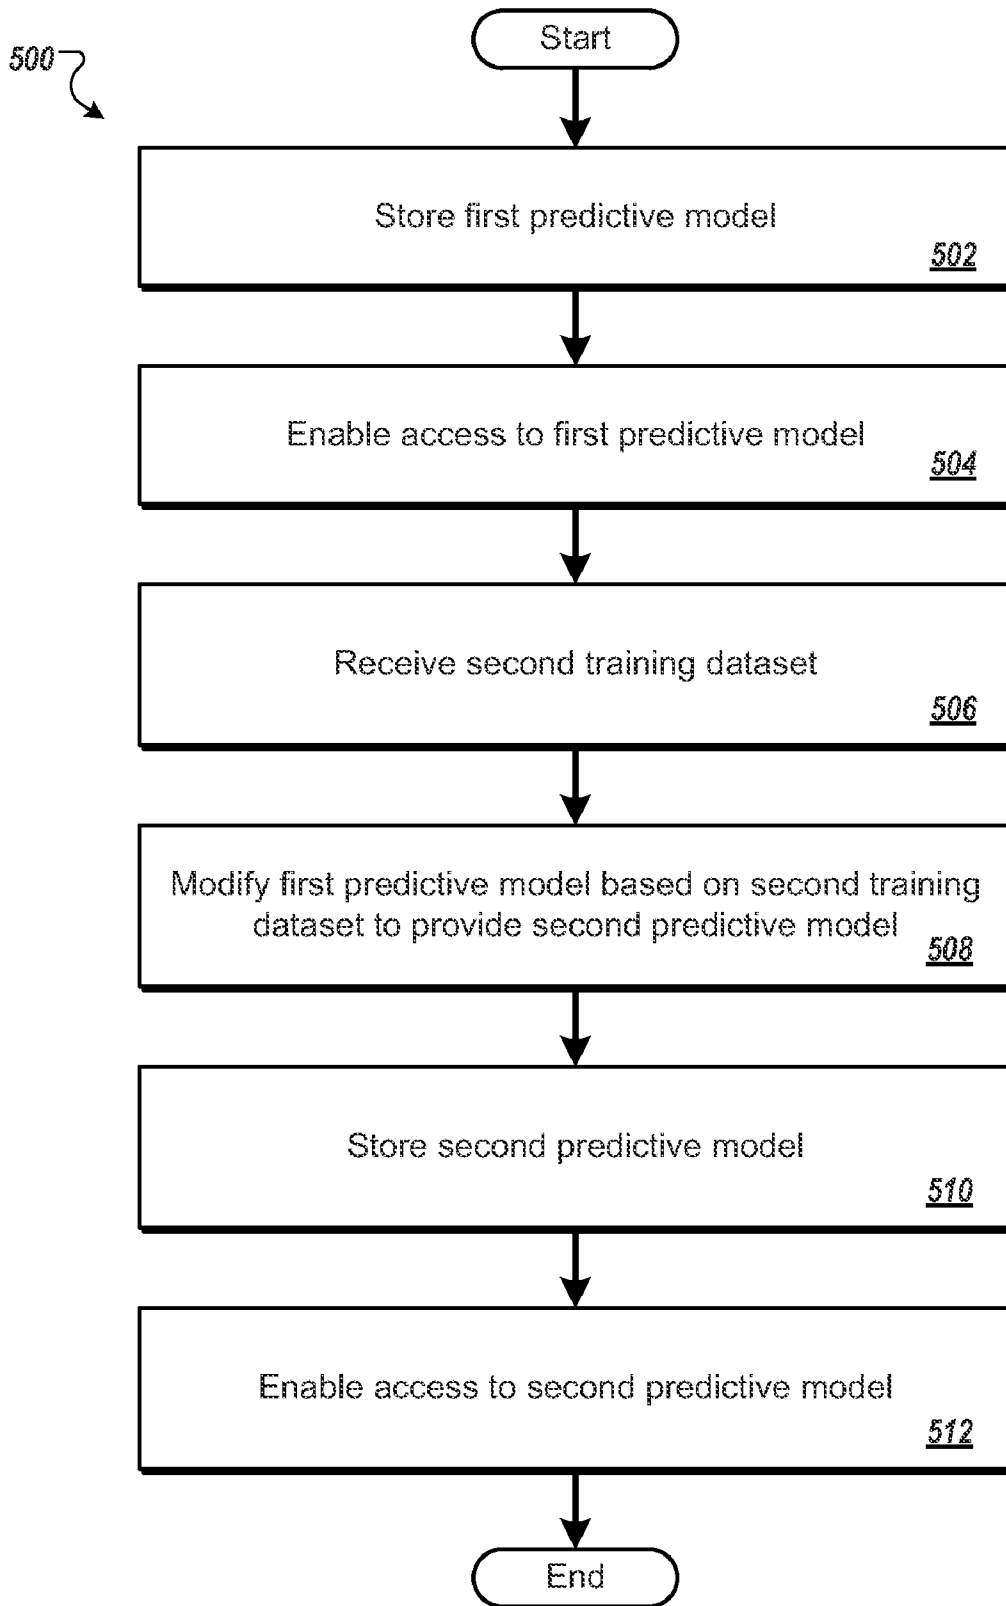 500
Start
Store first predictive model
502
Enable access to first predictive model
504
Receive second training dataset
506
Modify first predictive model based on second training
dataset to provide second predictive model
508
Store second predictive model
510
Enable access to second predictive model
512
End